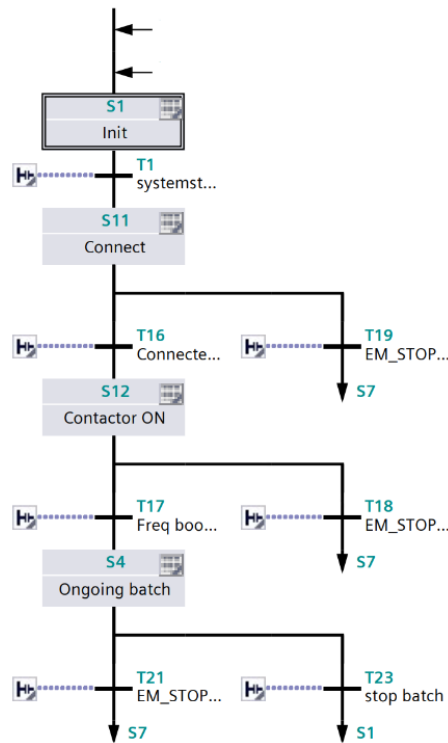 S1
Init
T1
systemst...
S11
Connect
T16
Connecte...
T19
EM_STOP...
S7
S12
Contactor ON
T17
Freq boo...
T18
EM_STOP...
S7
S4
Ongoing batch
T21
EM_STOP...
S7
T23
stop batch
S1